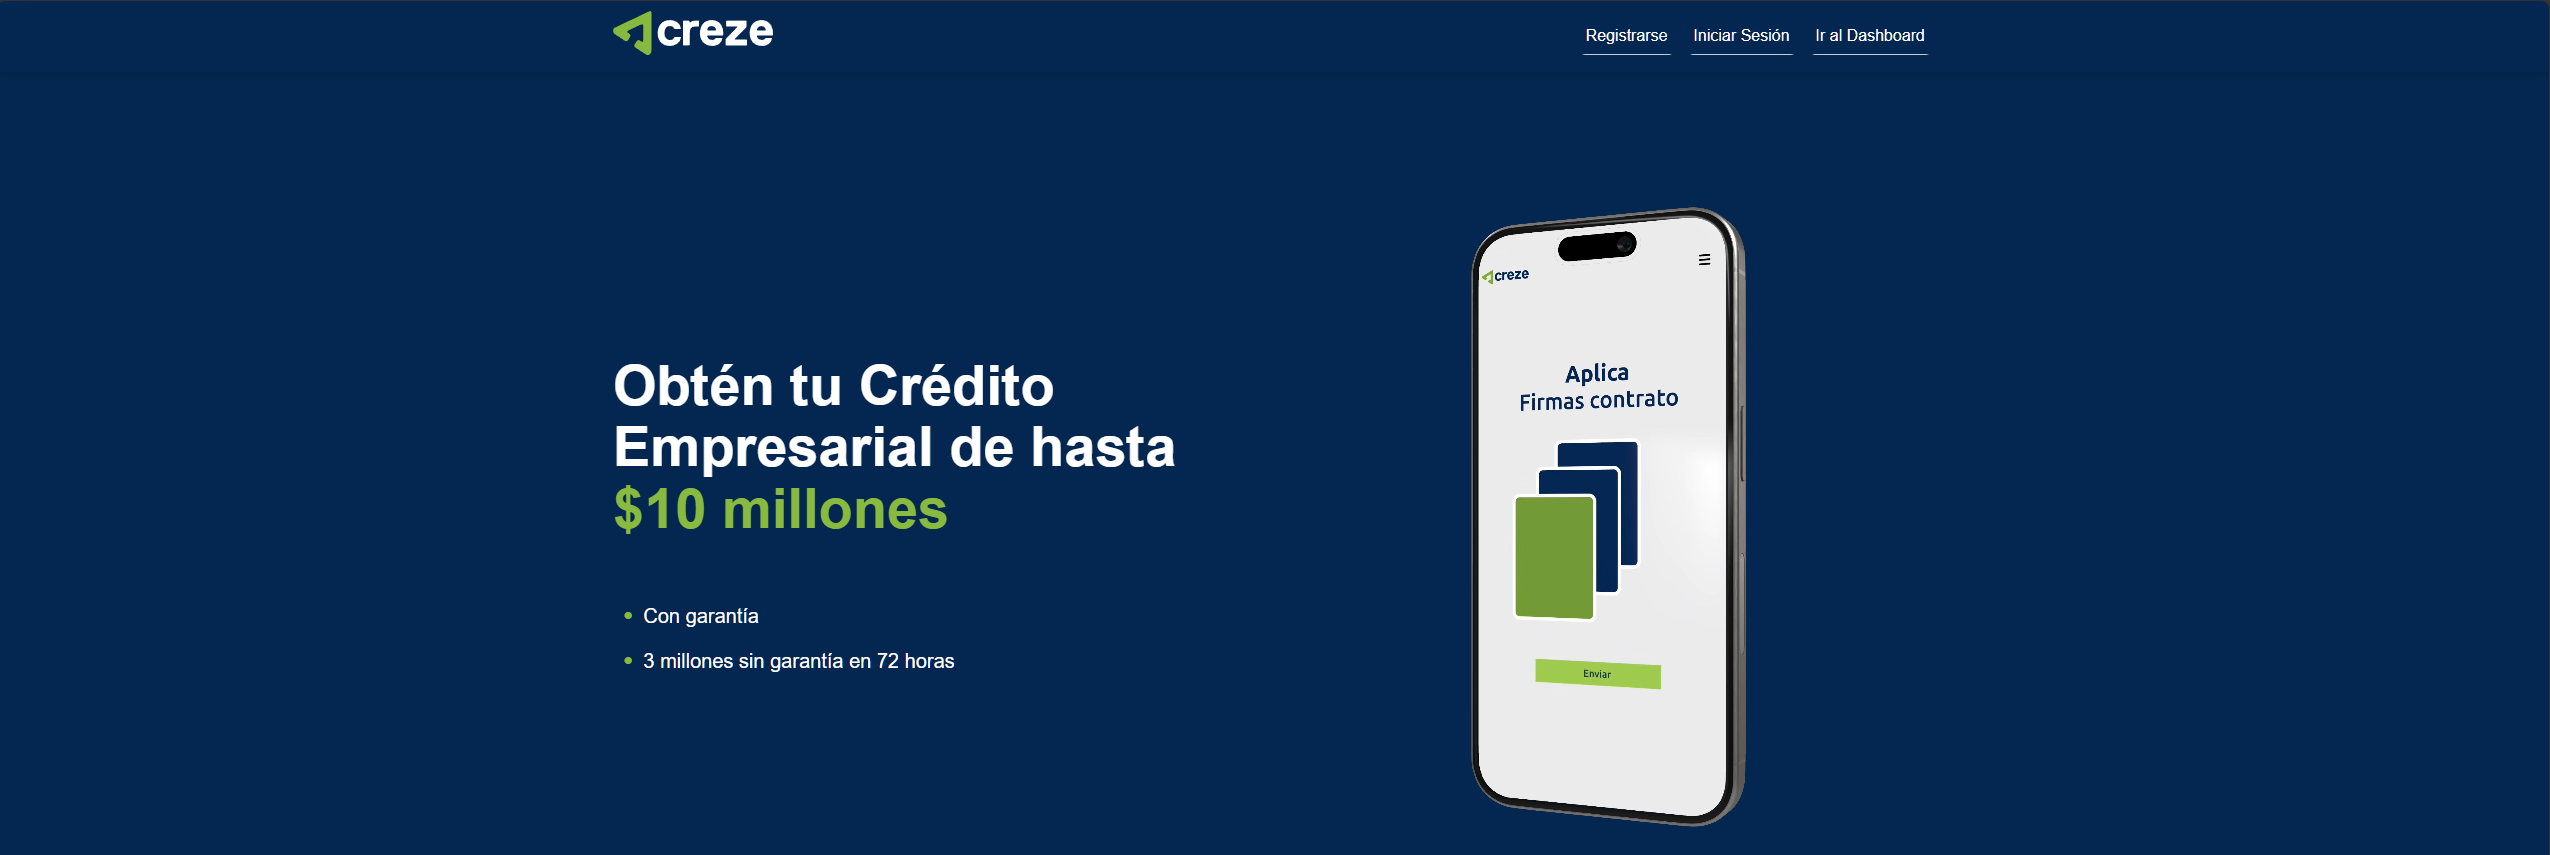 creze
Registrarse
Iniciar Sesión
Ir al Dashboard
Obtén tu Crédito
Empresarial de hasta
$10 millones
Con garantía
3 millones sin garantía en 72 horas
creze
Aplica
Firmas contrato
Enviar